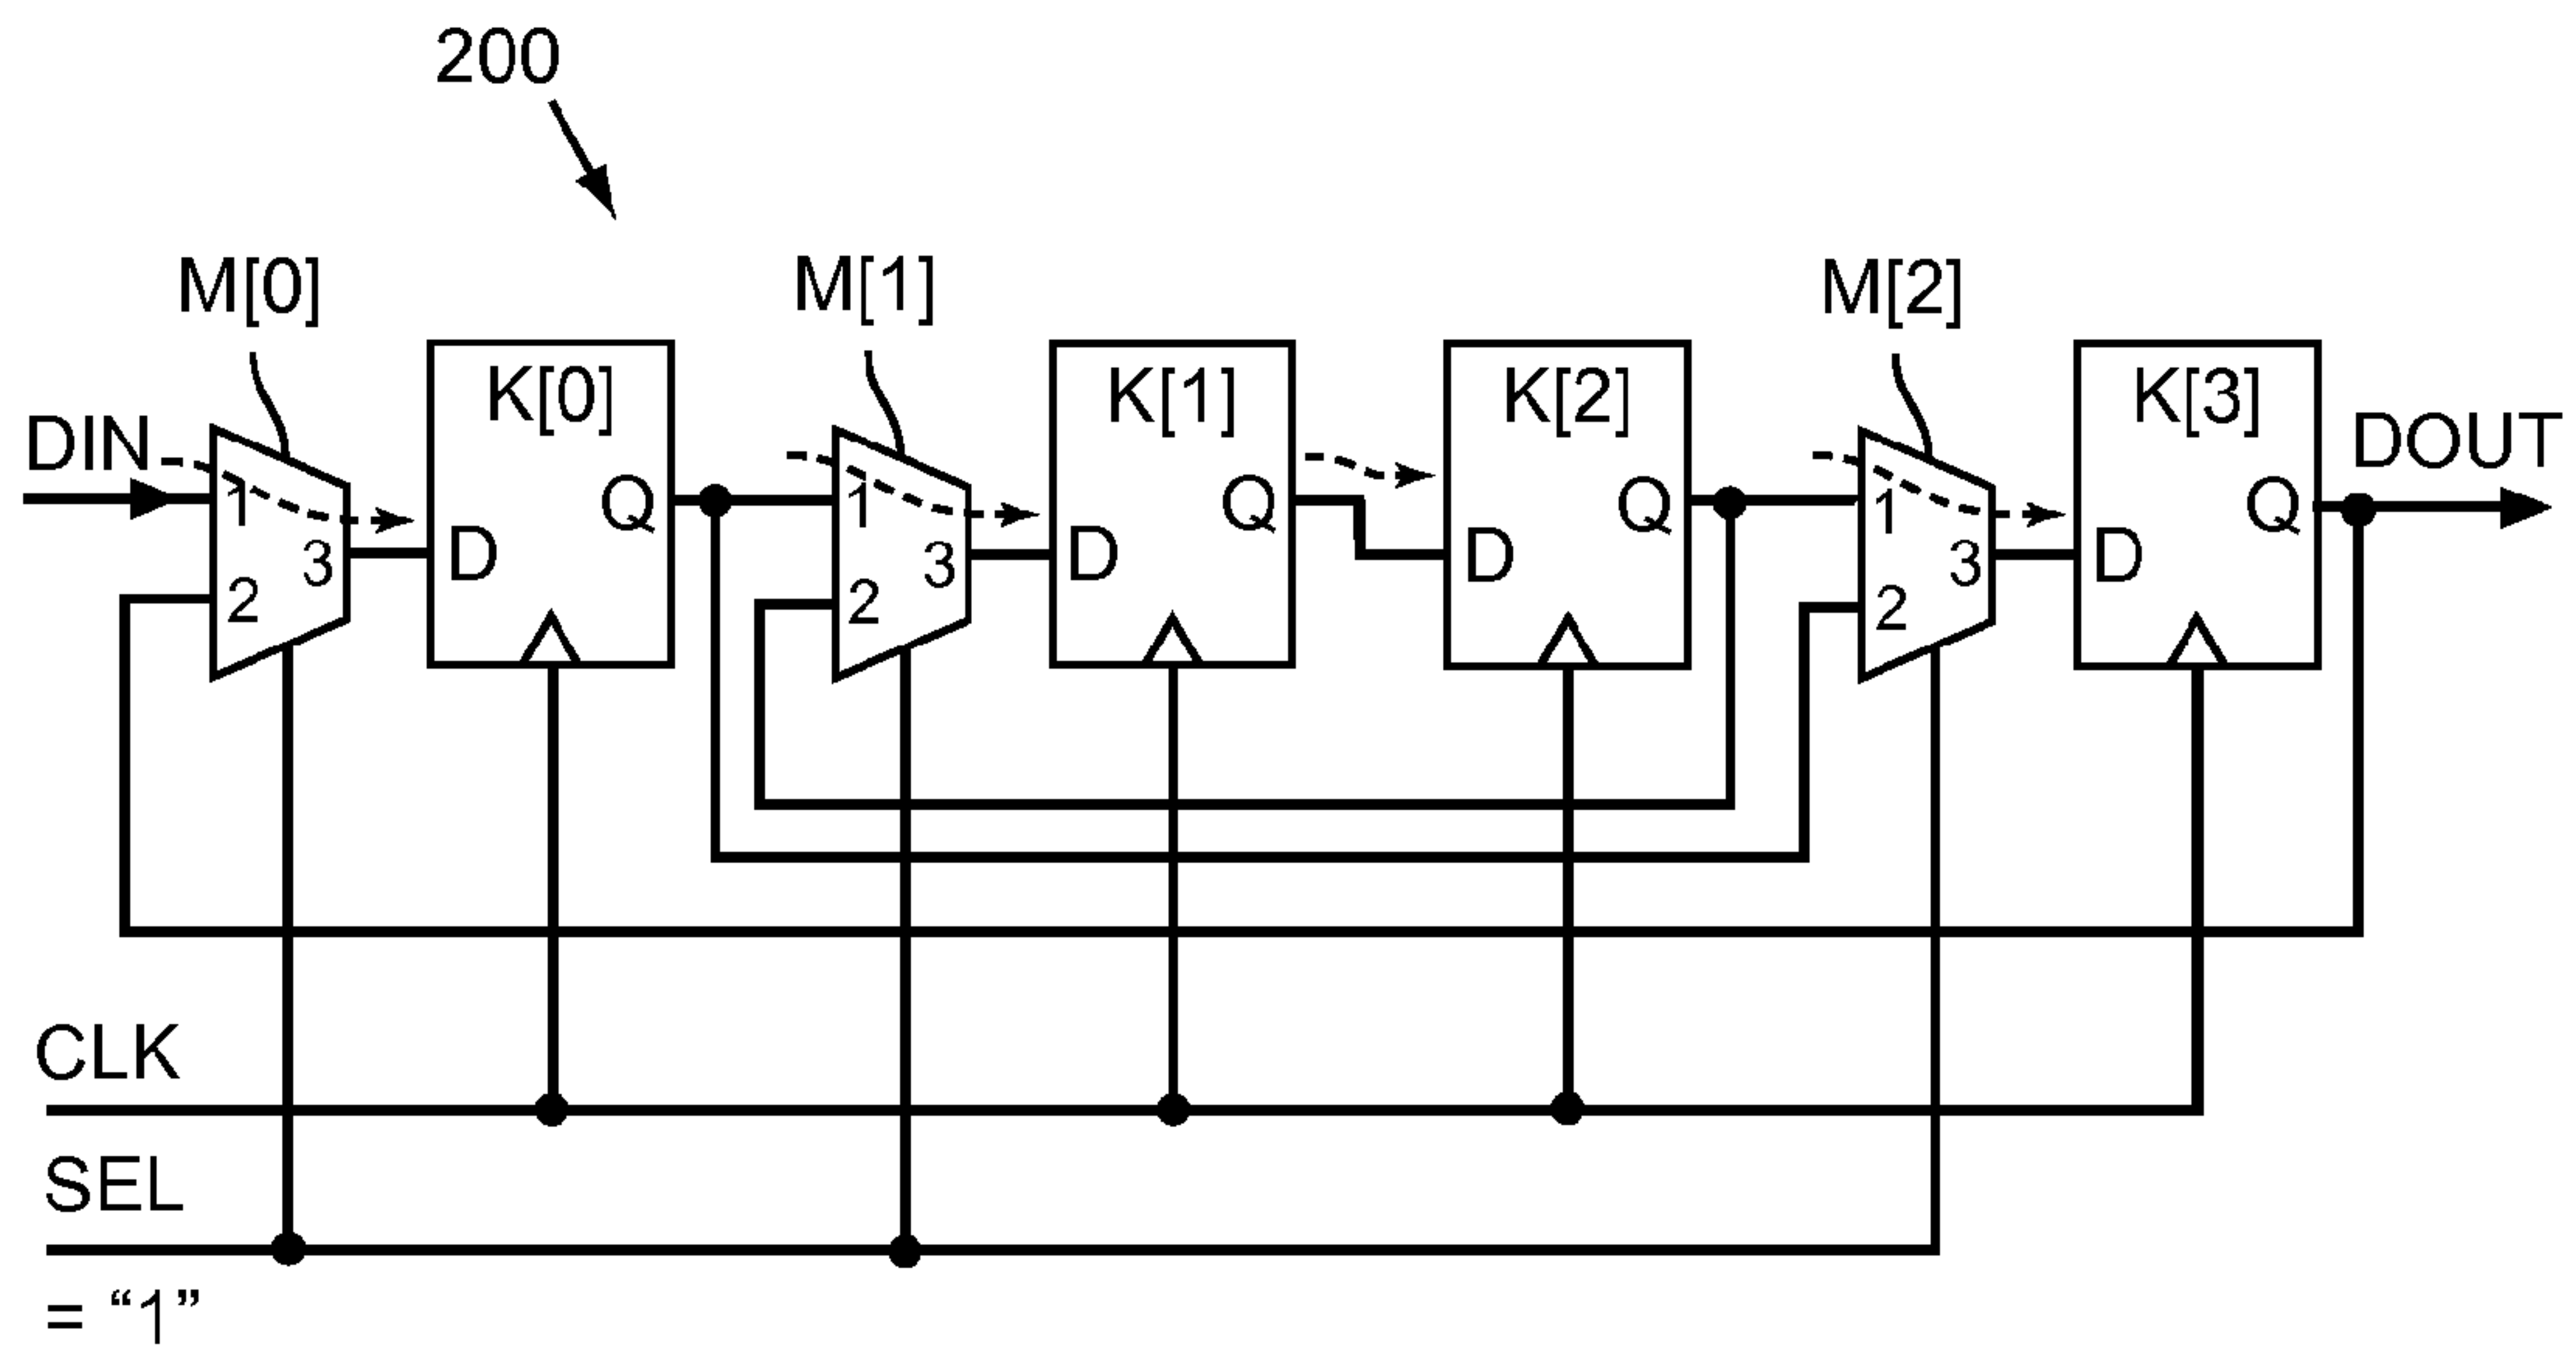 200
M[0]
M[1]
M[2]
K[0]
K[1]
K[2]
K[3]
DIN
DOUT
1
2
3
D
Q
1
2
3
D
Q
D
Q
1
2
3
D
Q
CLK
SEL
= “1”